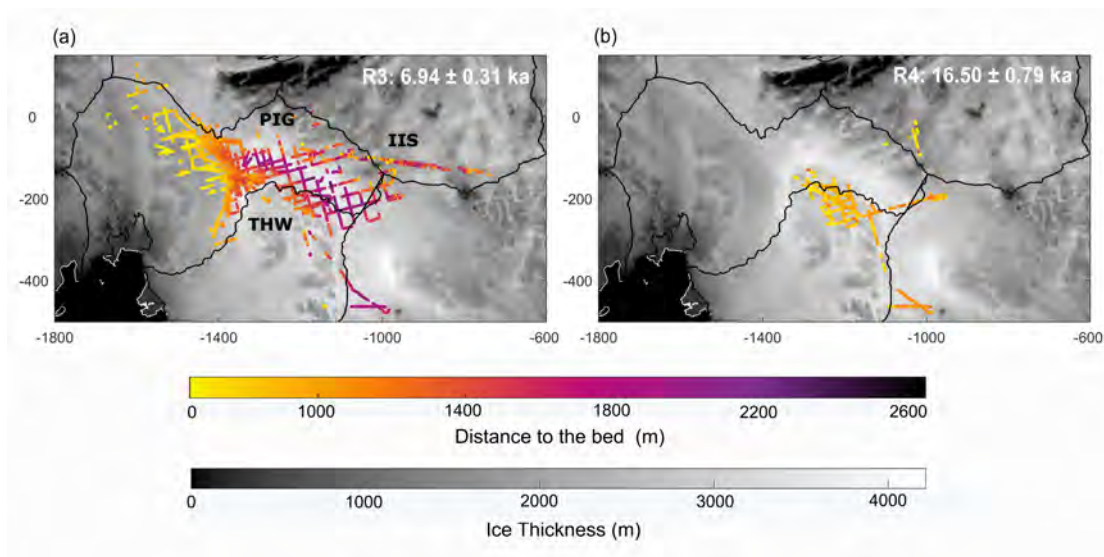 (a)
(b)
R3: 6.94 ± 0.31 ka
R4: 16.50 ± 0.79 ka
PIG
IIS
THW
0
-200
-400
0
-200
-400
-1800
-1400
-1000
-600
-1800
-1400
-1000
-600
0
1000
1400
1800
2200
2600
Distance to the bed (m)
0
1000
2000
3000
4000
Ice Thickness (m)